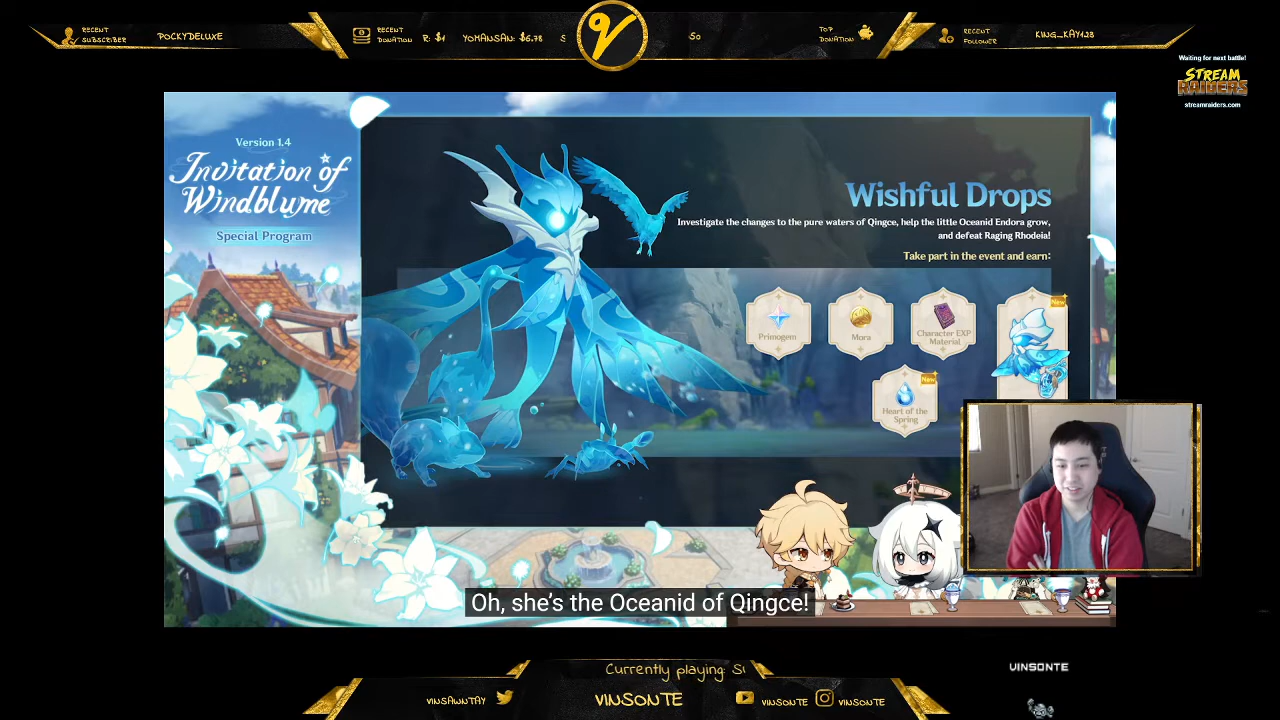 RECENT SUBSCRIBER
POCKYDELUXE
RECENT DONATION
R: $1 YOMANSAN: $6.78 S
50
TOP DONATION
RECENT FOLLOWER
KING_KAY123
Waiting for next battle!
STREAM RAIDERS
streamraiders.com
Version 1.4
Invitation of
Windblume
Special Program
Wishful Drops
Investigate the changes to the pure waters of Qingce, help the little Oceanid Endora grow,
and defeat Raging Rhodeia!
Take part in the event and earn:
Primogem
Mora
Character EXP
Material
New
New
Heart of the
Spring
Oh, she's the Oceanid of Qingce!
Currently playing:
VINSONTE
VINSAWNTAY
VINSONTE
VINSONTE
VINSONTE